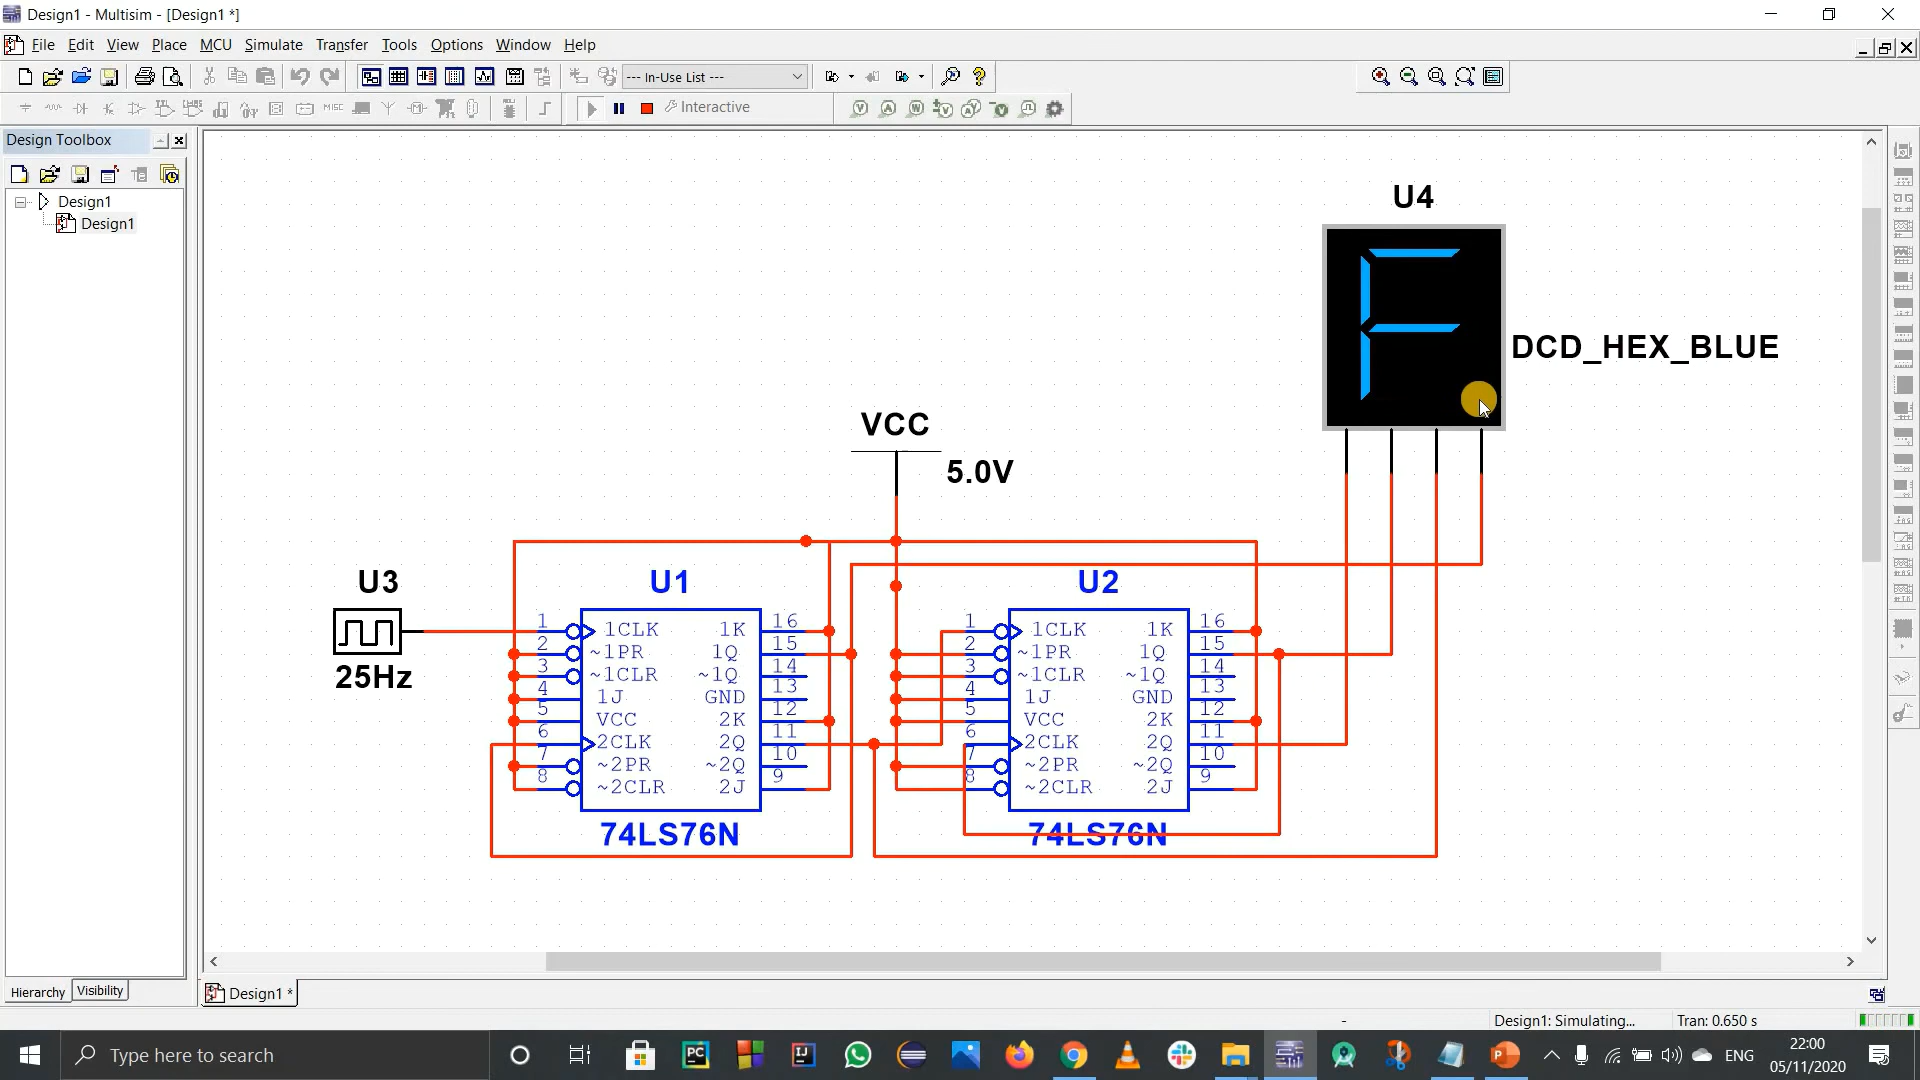 Design1 - Multisim - [Design1 *]
File Edit View Place MCU Simulate Transfer Tools Options Window Help
--- In-Use List ---
MISC Interactive
Design Toolbox
Design1
Design1
U4
DCD_HEX_BLUE
VCC
5.0V
U3
25Hz
U1
1 1CLK 1K 16
2 ~1PR 1Q 15
3 ~1CLR ~1Q 14
4 1J GND 13
5 VCC 2K 12
6 2CLK 2Q 11
7 ~2PR ~2Q 10
8 ~2CLR 2J 9
74LS76N
U2
1 1CLK 1K 16
2 ~1PR 1Q 15
3 ~1CLR ~1Q 14
4 1J GND 13
5 VCC 2K 12
6 2CLK 2Q 11
7 ~2PR ~2Q 10
8 ~2CLR 2J 9
74LS76N
F
Hierarchy Visibility
Design1 *
- Design1: Simulating... Tran: 0.650 s
Type here to search
ENG
22:00
05/11/2020